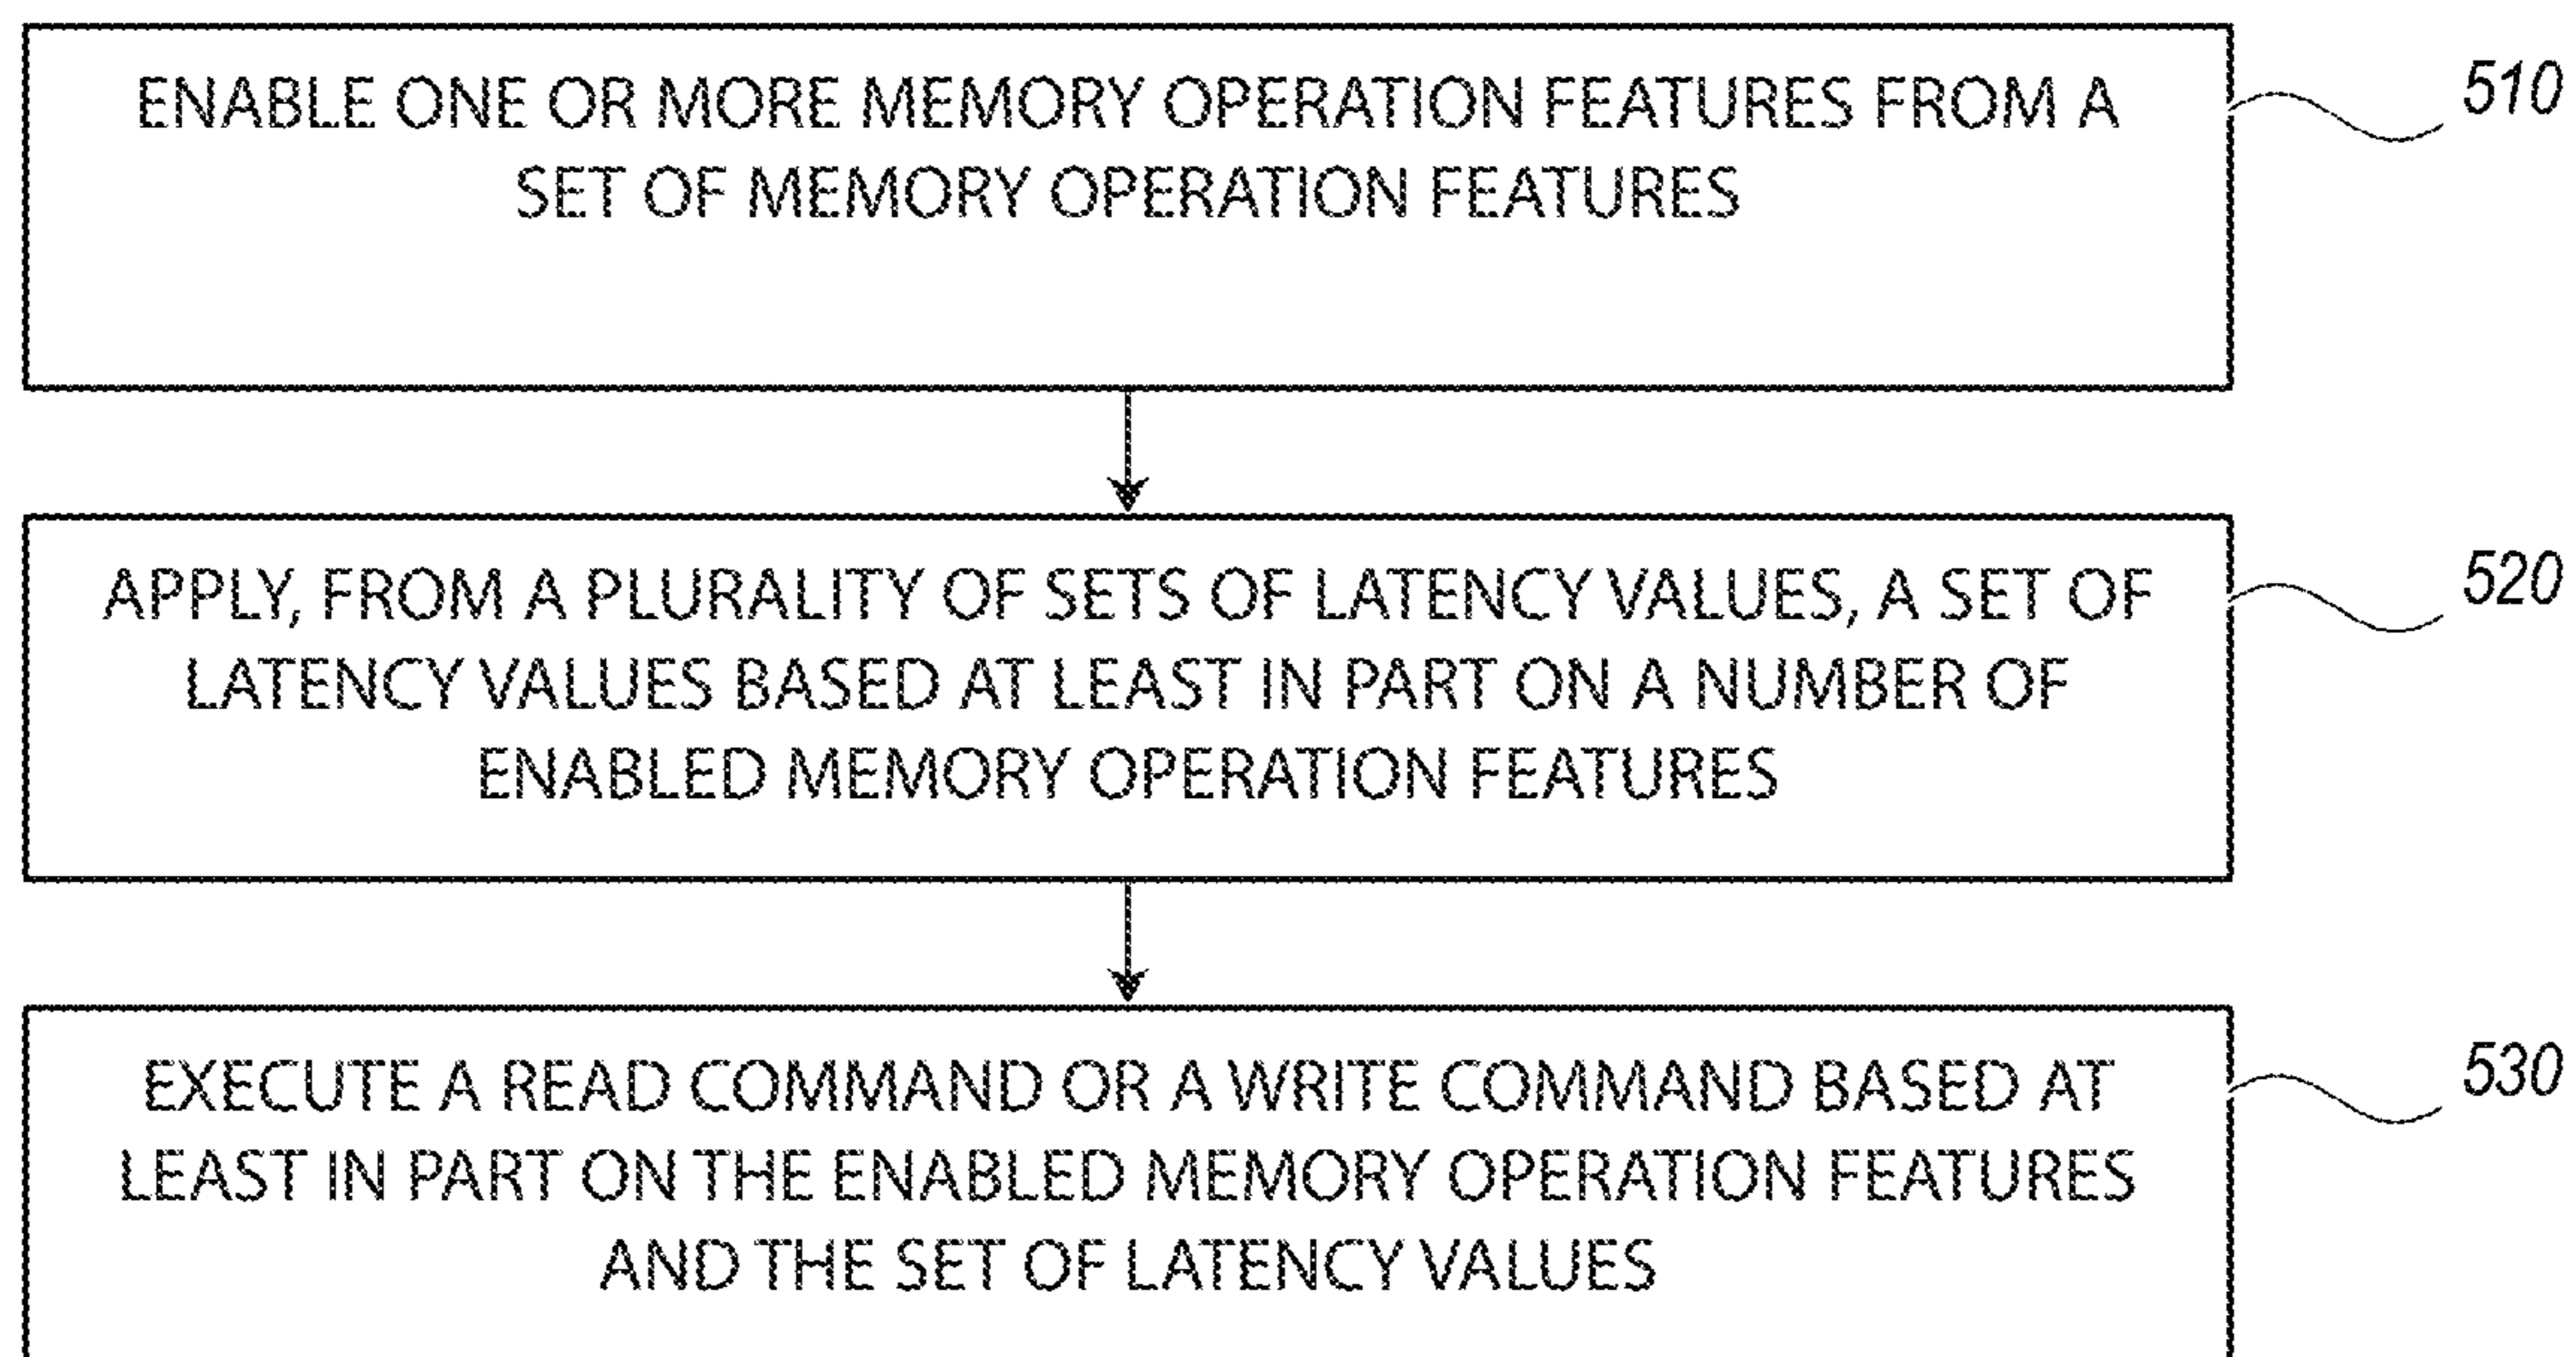 ENABLE ONE OR MORE MEMORY OPERATION FEATURES FROM A
SET OF MEMORY OPERATION FEATURES
510
APPLY, FROM A PLURALITY OF SETS OF LATENCY VALUES, A SET OF
LATENCY VALUES BASED AT LEAST IN PART ON A NUMBER OF
ENABLED MEMORY OPERATION FEATURES
520
EXECUTE A READ COMMAND OR A WRITE COMMAND BASED AT
LEAST IN PART ON THE ENABLED MEMORY OPERATION FEATURES
AND THE SET OF LATENCY VALUES
530